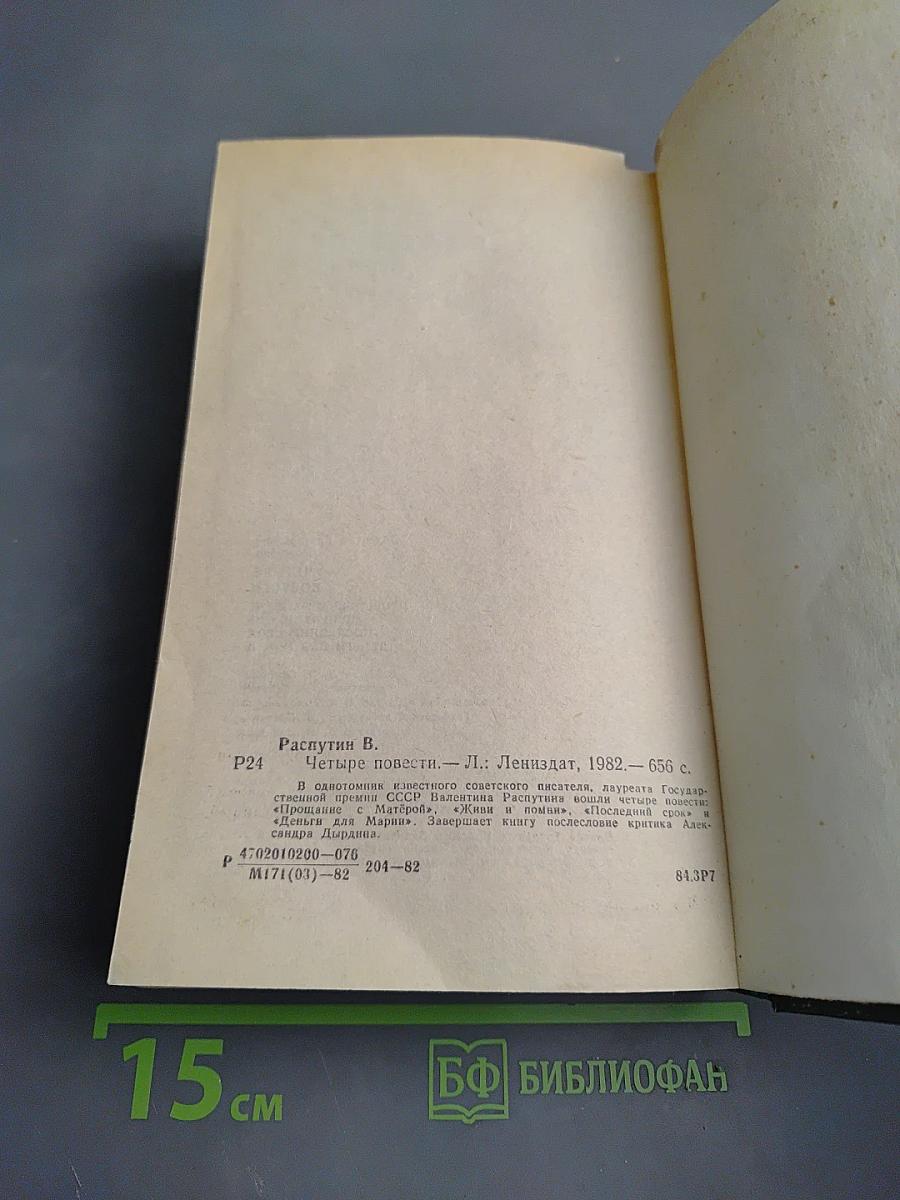 Распутин В.
Р24 Четыре повести.— Л.: Лениздат, 1982.— 656 с.
В однотомник известного советского писателя, лауреата Государ-
ственной премии СССР Валентина Распутина вошли четыре повести:
«Прощание с Матёрой», «Живи и помни», «Последний срок» и
«Деньги для Марии». Завершает книгу послесловие критика Алек-
сандра Дырдина.
Р 4702010200—076
М171(03)—82 204—82
84.3Р7
15 см
БФ БИБЛИОФАН